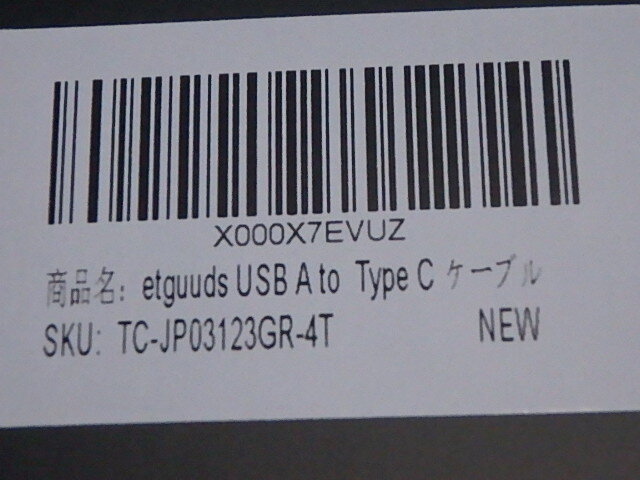 X000X7EVUZ
商品名: etguuds USB A to Type C ケーブル
SKU: TC-JP03123GR-4T NEW